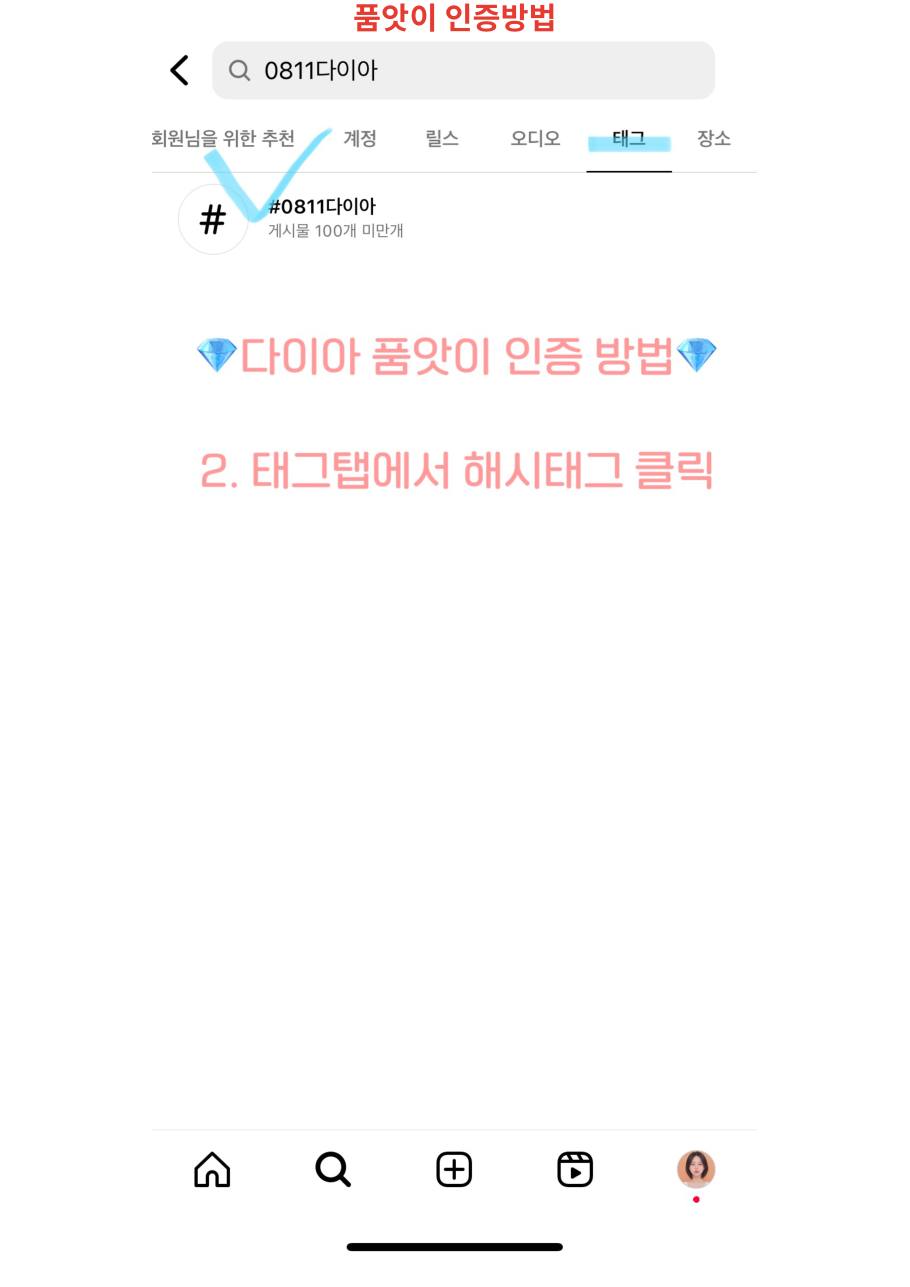 품앗이 인증방법
0811다이아
회원님을 위한 추천 계정 릴스 오디오 태그 장소
# #0811다이아
게시물 100개 미만개
💎다이아 품앗이 인증 방법💎
2. 태그탭에서 해시태그 클릭